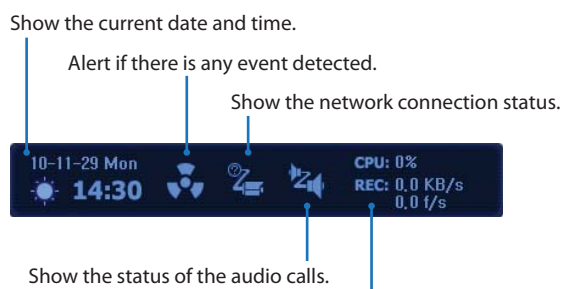 Show the current date and time.
Alert if there is any event detected.
Show the network connection status.
10-11-29 Mon
14:30
CPU: 0%
REC: 0.0 KB/s
0.0 f/s
Show the status of the audio calls.